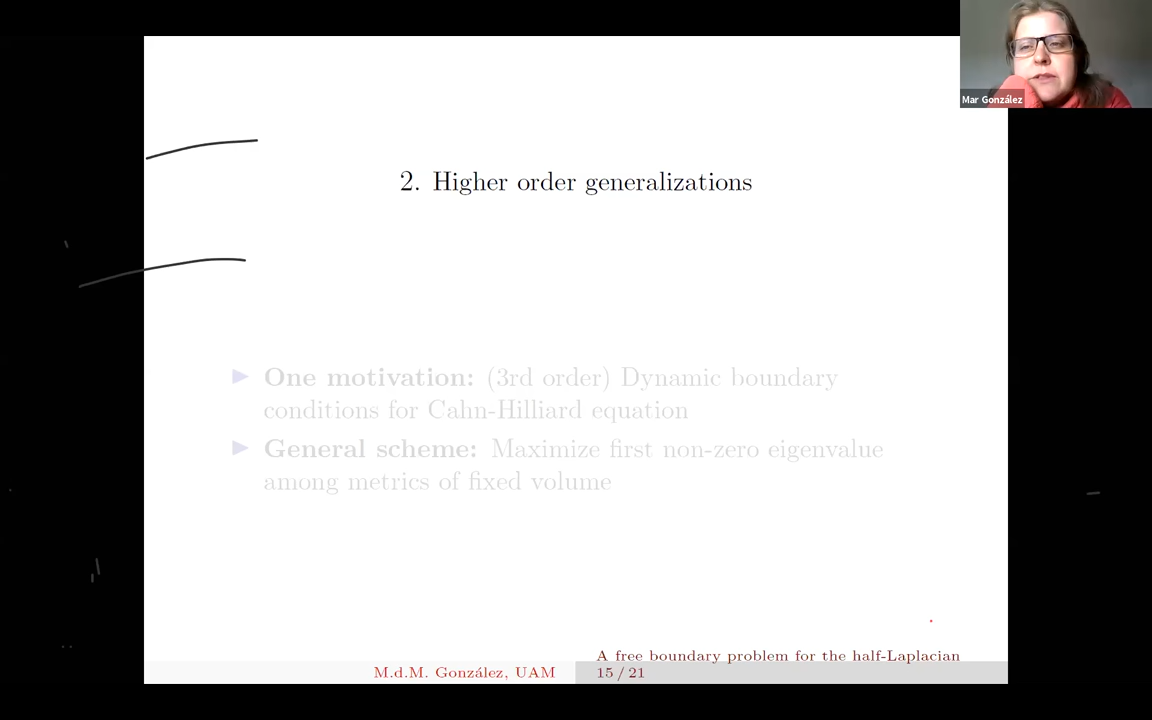 Mar González
2. Higher order generalizations
▶ One motivation: (3rd order) Dynamic boundary
conditions for Cahn-Hilliard equation
▶ General scheme: Maximize first non-zero eigenvalue
among metrics of fixed volume
A free boundary problem for the half-Laplacian
M.d.M. González, UAM
15 / 21